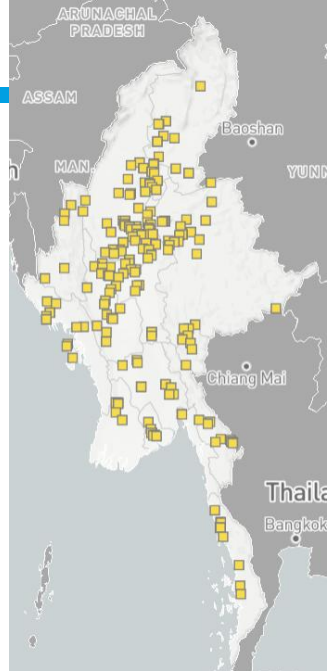 ARUNACHAL
PRADESH
ASSAM
Baoshan
MAN.
YUNN
Chiang Mai
Thaila
Bangkok